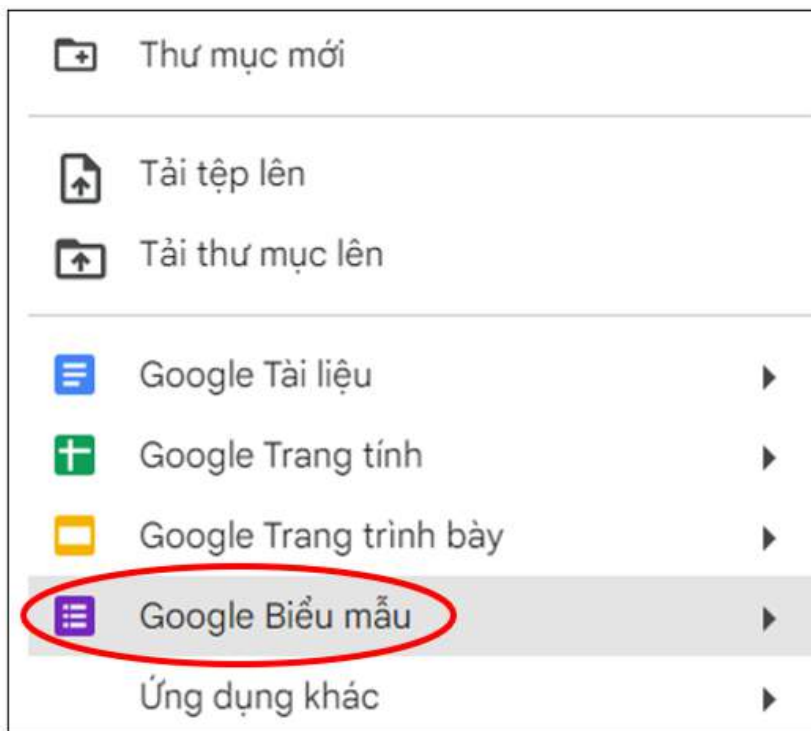 Thư mục mới
Tải tệp lên
Tải thư mục lên
Google Tài liệu
Google Trang tính
Google Trang trình bày
Google Biểu mẫu
Ứng dụng khác